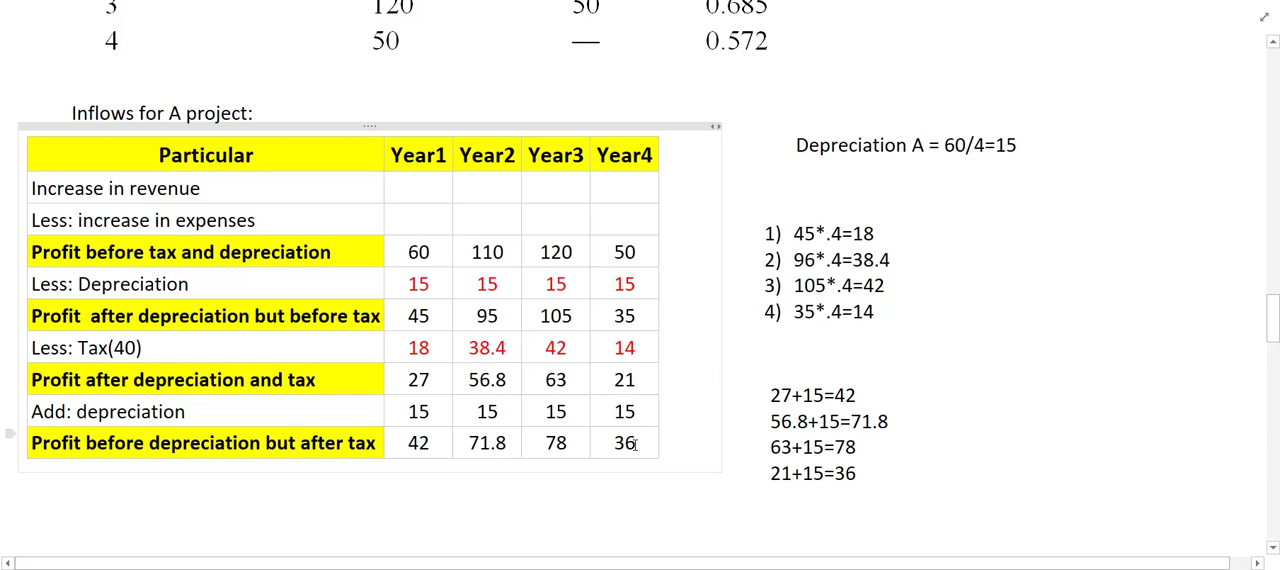 3 120 50 0.685
4 50 — 0.572
Inflows for A project:
Depreciation A = 60/4=15
Particular Year1 Year2 Year3 Year4
Increase in revenue
Less: increase in expenses
Profit before tax and depreciation 60 110 120 50
Less: Depreciation 15 15 15 15
Profit after depreciation but before tax 45 95 105 35
Less: Tax(40) 18 38.4 42 14
Profit after depreciation and tax 27 56.8 63 21
Add: depreciation 15 15 15 15
Profit before depreciation but after tax 42 71.8 78 36
1) 45*.4=18
2) 96*.4=38.4
3) 105*.4=42
4) 35*.4=14
27+15=42
56.8+15=71.8
63+15=78
21+15=36